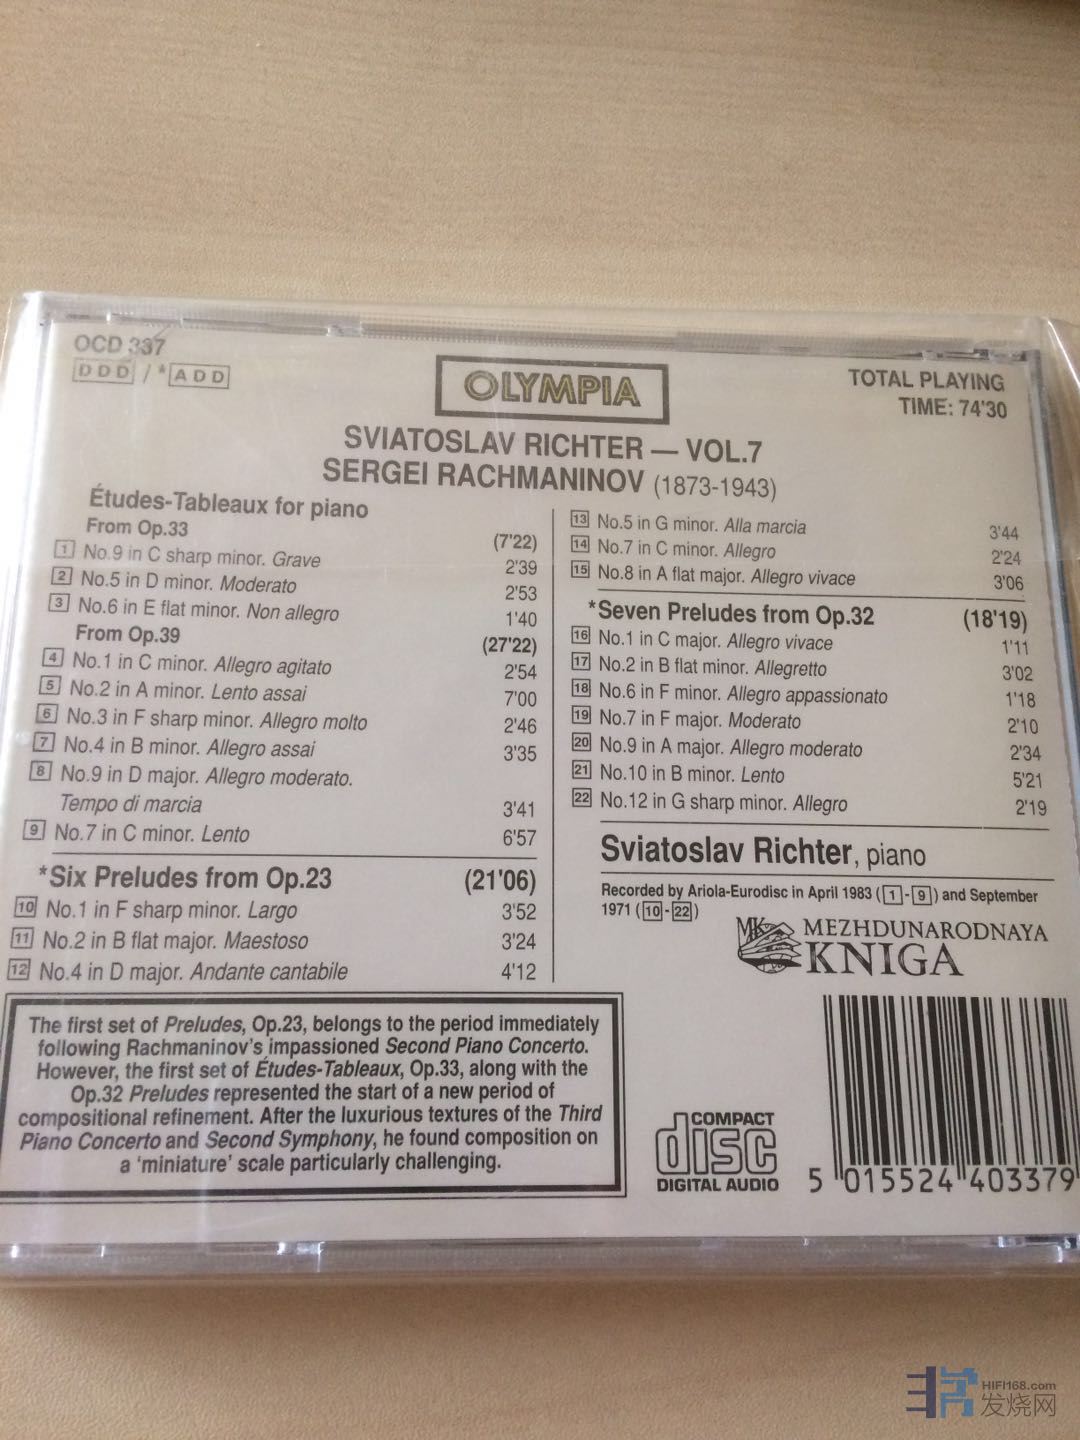 OCD 337
DDD / *ADD
OLYMPIA
TOTAL PLAYING
TIME: 74'30
SVIATOSLAV RICHTER — VOL.7
SERGEI RACHMANINOV (1873-1943)
Études-Tableaux for piano
From Op.33 (7'22)
1 No.9 in C sharp minor. Grave 2'39
2 No.5 in D minor. Moderato 2'53
3 No.6 in E flat minor. Non allegro 1'40
From Op.39 (27'22)
4 No.1 in C minor. Allegro agitato 2'54
5 No.2 in A minor. Lento assai 7'00
6 No.3 in F sharp minor. Allegro molto 2'46
7 No.4 in B minor. Allegro assai 3'35
8 No.9 in D major. Allegro moderato.
Tempo di marcia 3'41
9 No.7 in C minor. Lento 6'57
*Six Preludes from Op.23 (21'06)
10 No.1 in F sharp minor. Largo 3'52
11 No.2 in B flat major. Maestoso 3'24
12 No.4 in D major. Andante cantabile 4'12
13 No.5 in G minor. Alla marcia 3'44
14 No.7 in C minor. Allegro 2'24
15 No.8 in A flat major. Allegro vivace 3'06
*Seven Preludes from Op.32 (18'19)
16 No.1 in C major. Allegro vivace 1'11
17 No.2 in B flat minor. Allegretto 3'02
18 No.6 in F minor. Allegro appassionato 1'18
19 No.7 in F major. Moderato 2'10
20 No.9 in A major. Allegro moderato 2'34
21 No.10 in B minor. Lento 5'21
22 No.12 in G sharp minor. Allegro 2'19
Sviatoslav Richter, piano
Recorded by Ariola-Eurodisc in April 1983 (1-9) and September
1971 (10-22)
MK MEZHDUNARODNAYA
KNIGA
The first set of Preludes, Op.23, belongs to the period immediately
following Rachmaninov's impassioned Second Piano Concerto.
However, the first set of Études-Tableaux, Op.33, along with the
Op.32 Preludes represented the start of a new period of
compositional refinement. After the luxurious textures of the Third
Piano Concerto and Second Symphony, he found composition on
a 'miniature' scale particularly challenging.
COMPACT
disc
DIGITAL AUDIO
5 015524 403379
HIFI168.com
发烧网